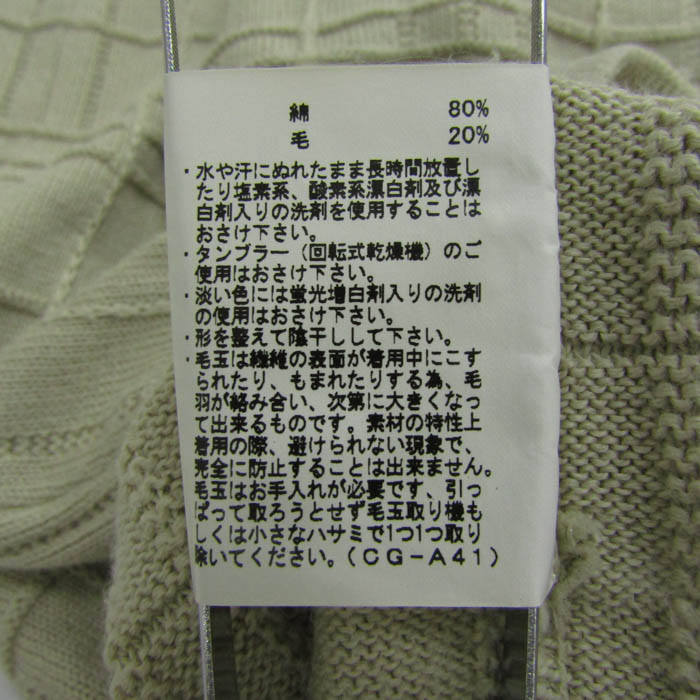 綿 80%
毛 20%
・水や汗にぬれたまま長時間放置し
たり塩素系、酸素系漂白剤及び漂
白剤入りの洗剤を使用することは
おさけ下さい。
・タンブラー(回転式乾燥機)のご
使用はおさけ下さい。
・淡い色には蛍光増白剤入りの洗剤
の使用はおさけ下さい。
・形を整えて陰干しして下さい。
・毛玉は繊維の表面が着用中にこす
られたり、もまれたりする為、毛
羽が絡み合い、次第に大きくなっ
て出来るものです。素材の特性上
着用の際、避けられない現象で、
完全に防止することは出来ません。
毛玉はお手入れが必要です、引っ
ぱって取ろうとせず毛玉取り機も
しくは小さなハサミで1つ1つ取り
除いてください。(CG-A41)